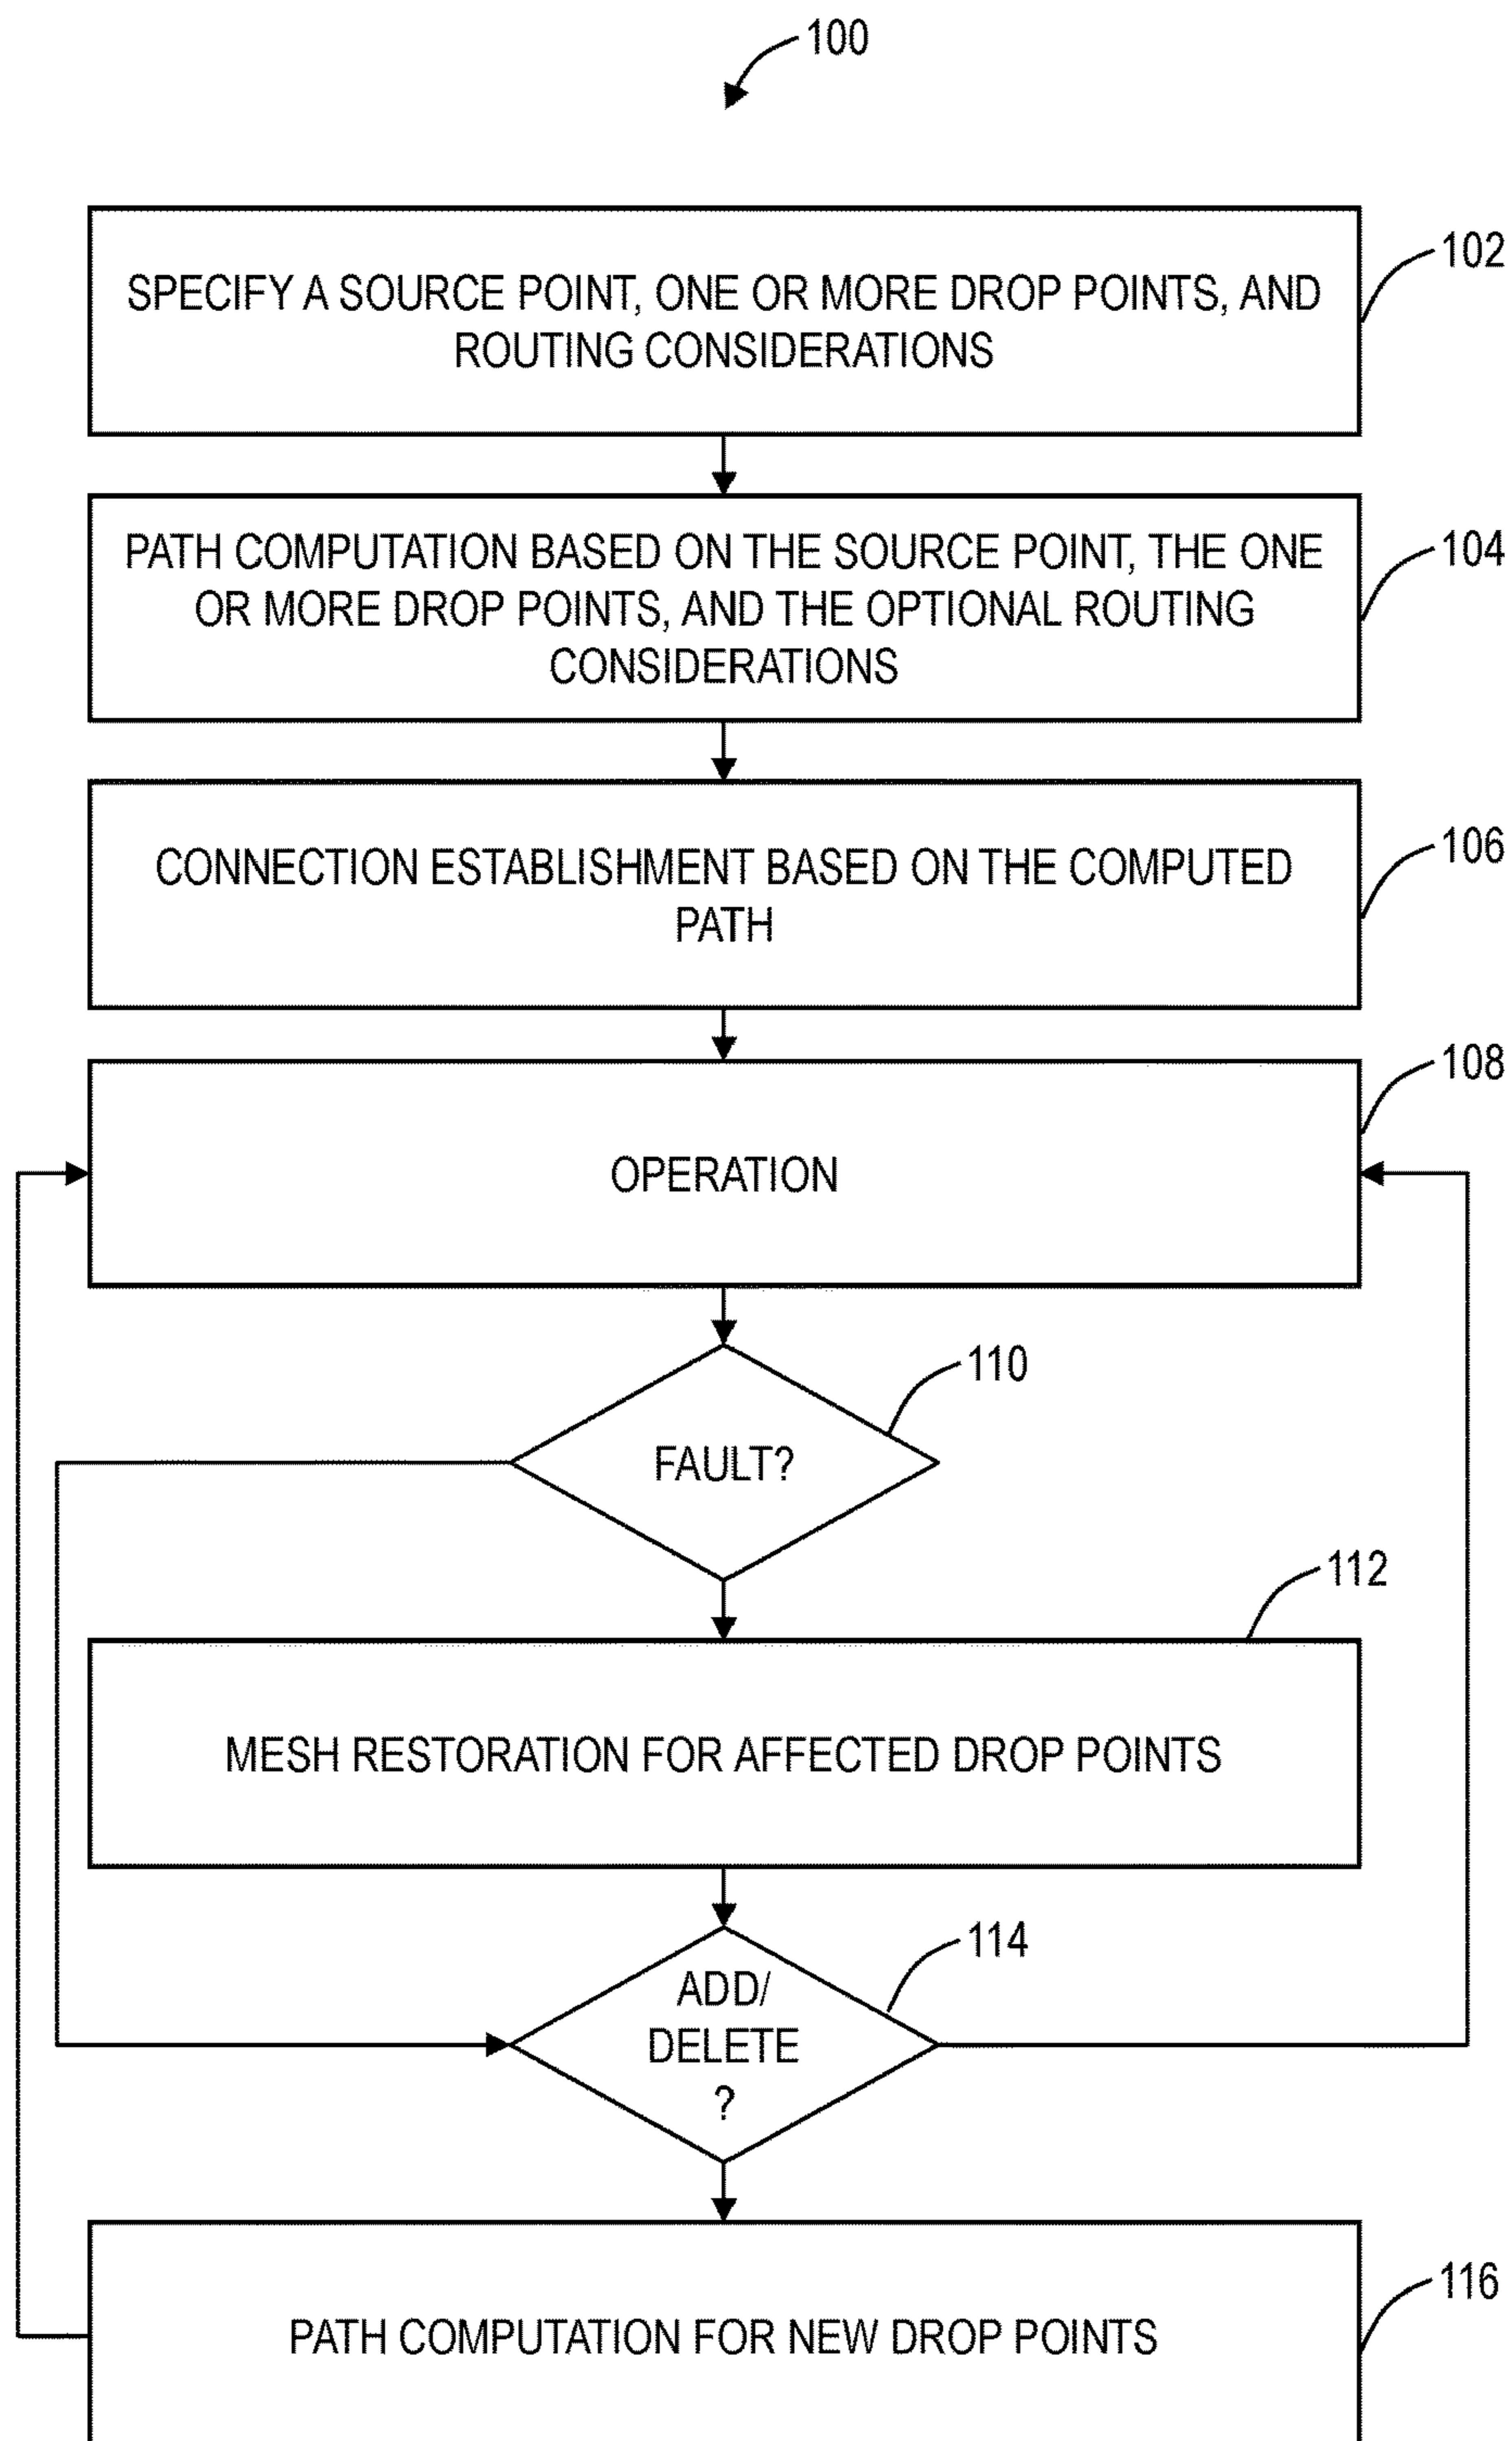 100
SPECIFY A SOURCE POINT, ONE OR MORE DROP POINTS, AND
ROUTING CONSIDERATIONS
102
PATH COMPUTATION BASED ON THE SOURCE POINT, THE ONE
OR MORE DROP POINTS, AND THE OPTIONAL ROUTING
CONSIDERATIONS
104
CONNECTION ESTABLISHMENT BASED ON THE COMPUTED
PATH
106
OPERATION
108
FAULT?
110
MESH RESTORATION FOR AFFECTED DROP POINTS
112
ADD/
DELETE
?
114
PATH COMPUTATION FOR NEW DROP POINTS
116